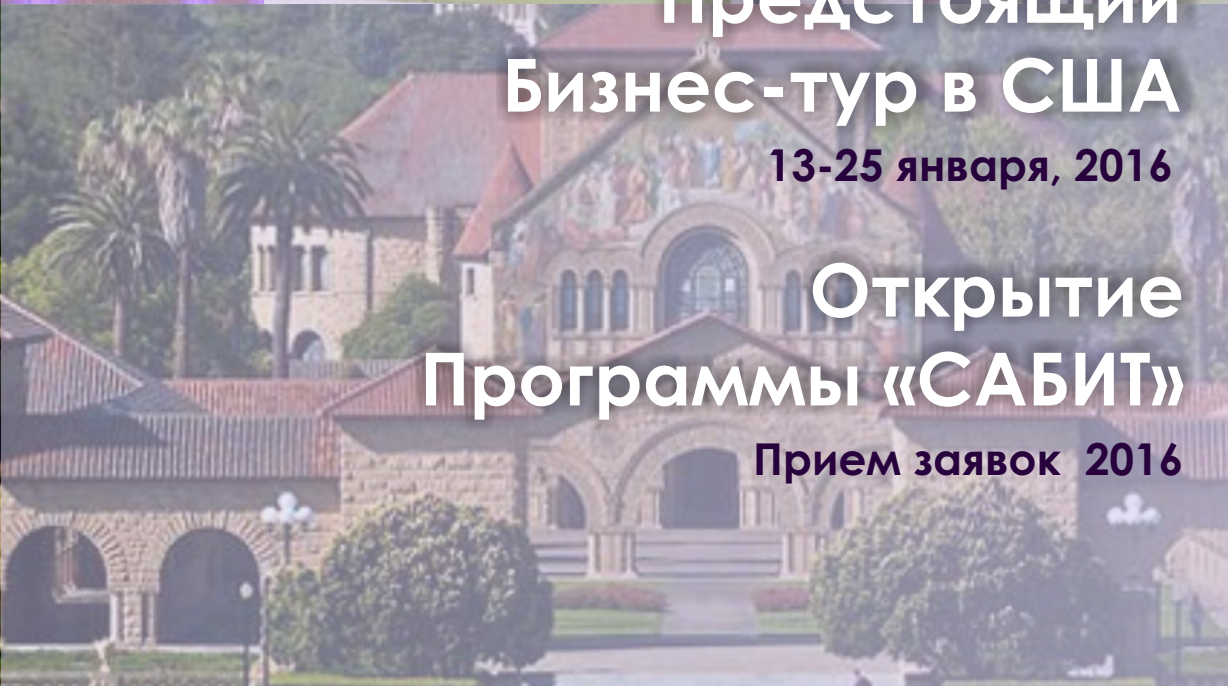 Предстоящий
Бизнес-тур в США
13-25 января, 2016
Открытие
Программы «САБИТ»
Прием заявок 2016